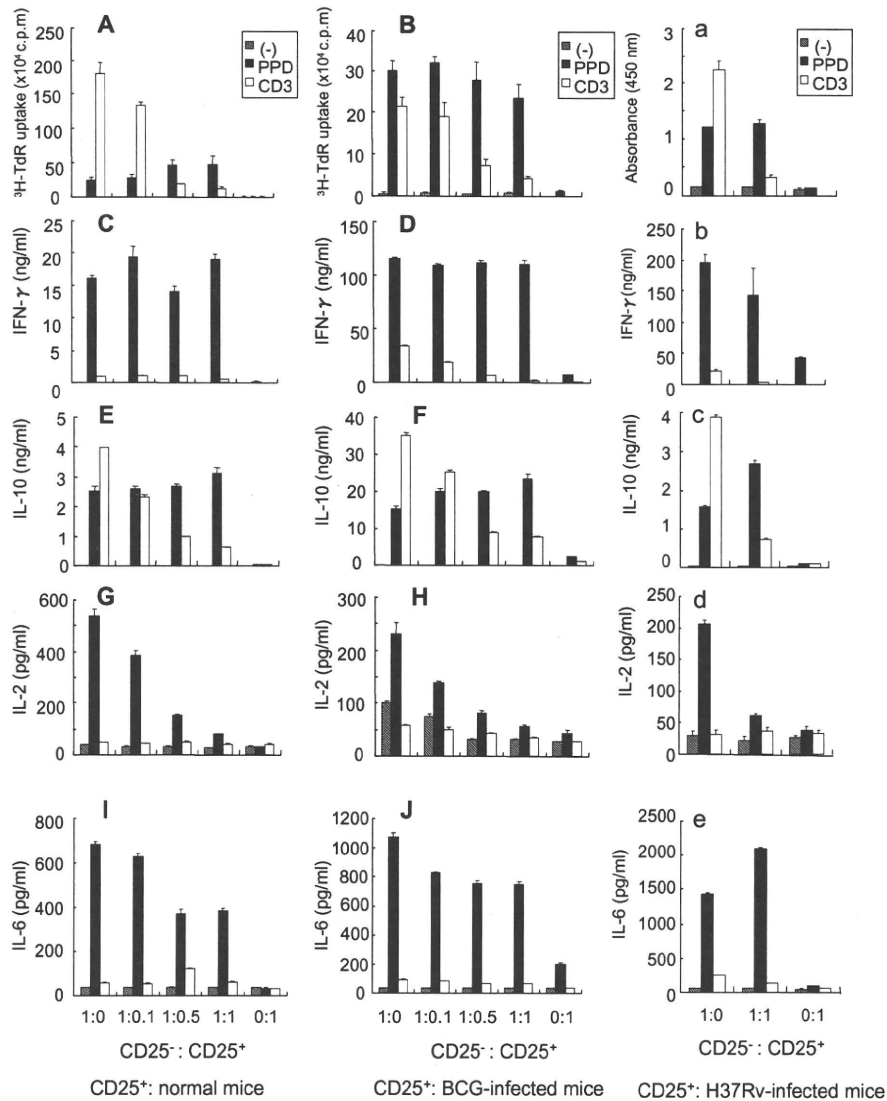 A
³H-TdR uptake (x10⁴ c.p.m)
250
200
150
100
50
0
(-)
PPD
CD3
B
³H-TdR uptake (x10⁴ c.p.m)
40
30
20
10
0
(-)
PPD
CD3
a
Absorbance (450 nm)
3
2
1
0
(-)
PPD
CD3
C
IFN-γ (ng/ml)
25
20
15
10
5
0
D
IFN-γ (ng/ml)
150
100
50
0
b
IFN-γ (ng/ml)
200
150
100
50
0
E
IL-10 (ng/ml)
5
4
3
2
1
0
F
IL-10 (ng/ml)
40
30
20
10
0
c
IL-10 (ng/ml)
4
3
2
1
0
G
IL-2 (pg/ml)
600
400
200
0
H
IL-2 (pg/ml)
300
200
100
0
d
IL-2 (pg/ml)
250
200
150
50
50
0
I
IL-6 (pg/ml)
800
600
400
200
0
1:0 1:0.1 1:0.5 1:1 0:1
CD25⁻ : CD25⁺
CD25⁺: normal mice
J
IL-6 (pg/ml)
1200
1000
800
600
400
200
0
1:0 1:0.1 1:0.5 1:1 0:1
CD25⁻ : CD25⁺
CD25⁺: BCG-infected mice
e
IL-6 (pg/ml)
2500
2000
1500
1000
500
0
1:0 1:1 0:1
CD25⁻ : CD25⁺
CD25⁺: H37Rv-infected mice